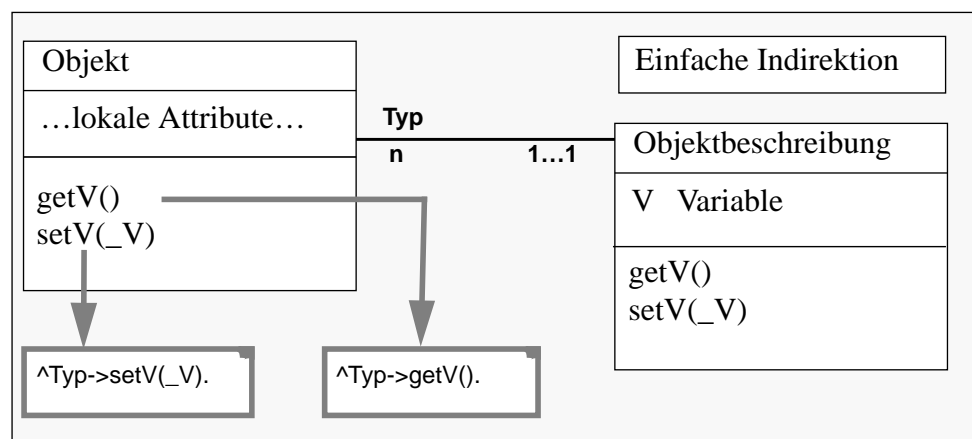 Objekt
…lokale Attribute…
getV()
setV(_V)
Typ
n
1…1
Einfache Indirektion
Objektbeschreibung
V Variable
getV()
setV(_V)
^Typ->setV(_V).
^Typ->getV().